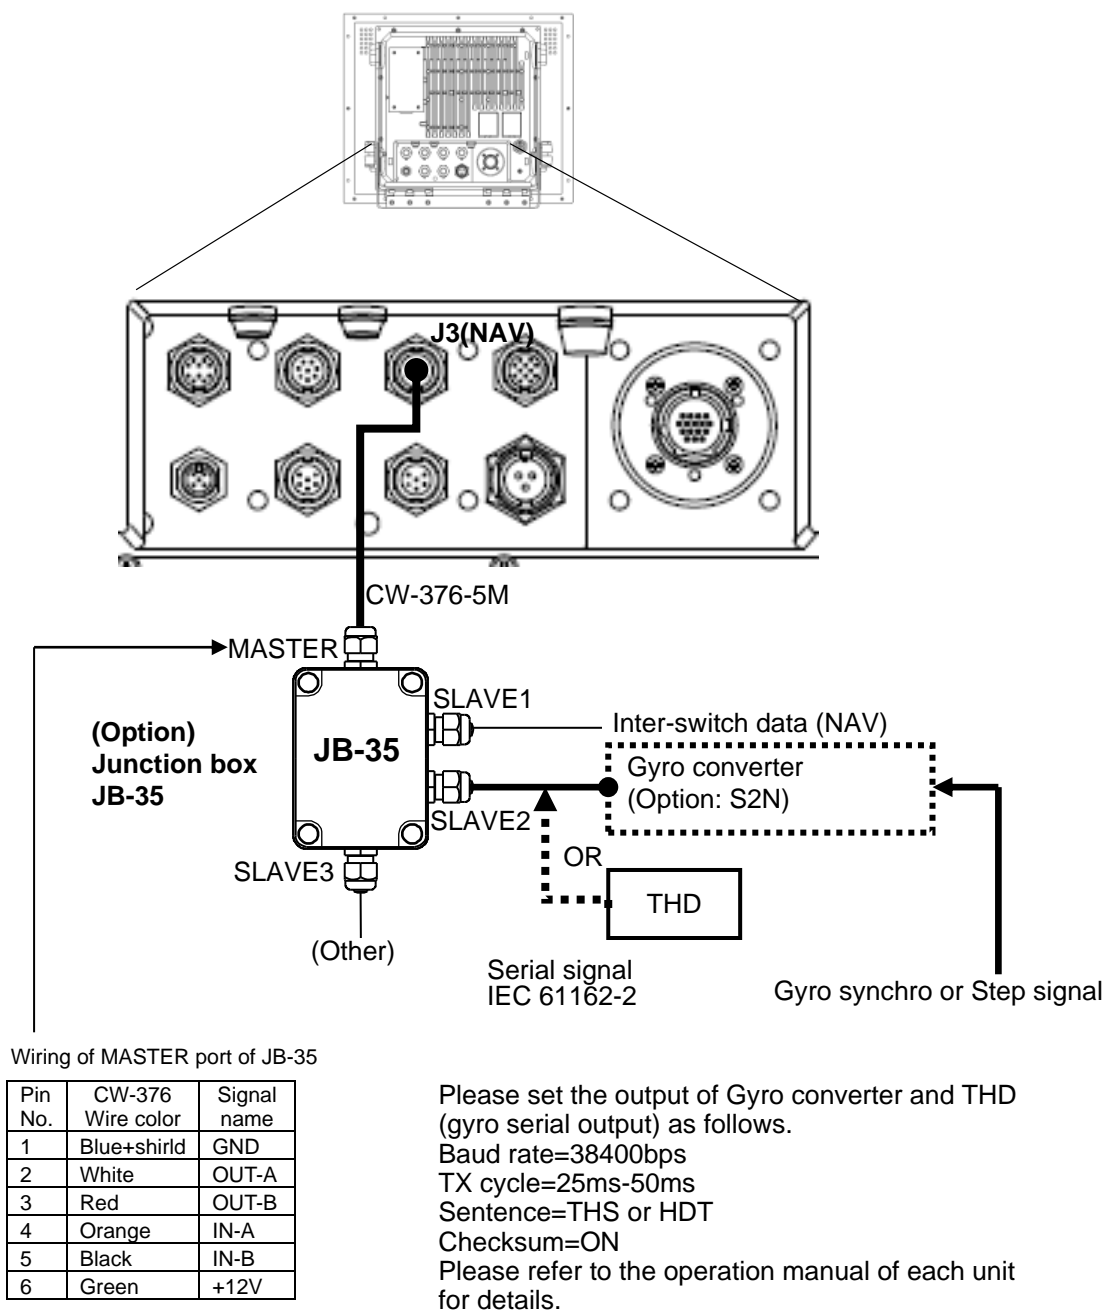 J3(NAV)
CW-376-5M
MASTER
SLAVE1
(Option)
Junction box
JB-35
JB-35
Inter-switch data (NAV)
Gyro converter
(Option: S2N)
SLAVE2
OR
SLAVE3
THD
(Other)
Serial signal
IEC 61162-2
Gyro synchro or Step signal
Wiring of MASTER port of JB-35
Pin No. CW-376 Wire color Signal name
1 Blue+shirld GND
2 White OUT-A
3 Red OUT-B
4 Orange IN-A
5 Black IN-B
6 Green +12V
Please set the output of Gyro converter and THD
(gyro serial output) as follows.
Baud rate=38400bps
TX cycle=25ms-50ms
Sentence=THS or HDT
Checksum=ON
Please refer to the operation manual of each unit
for details.